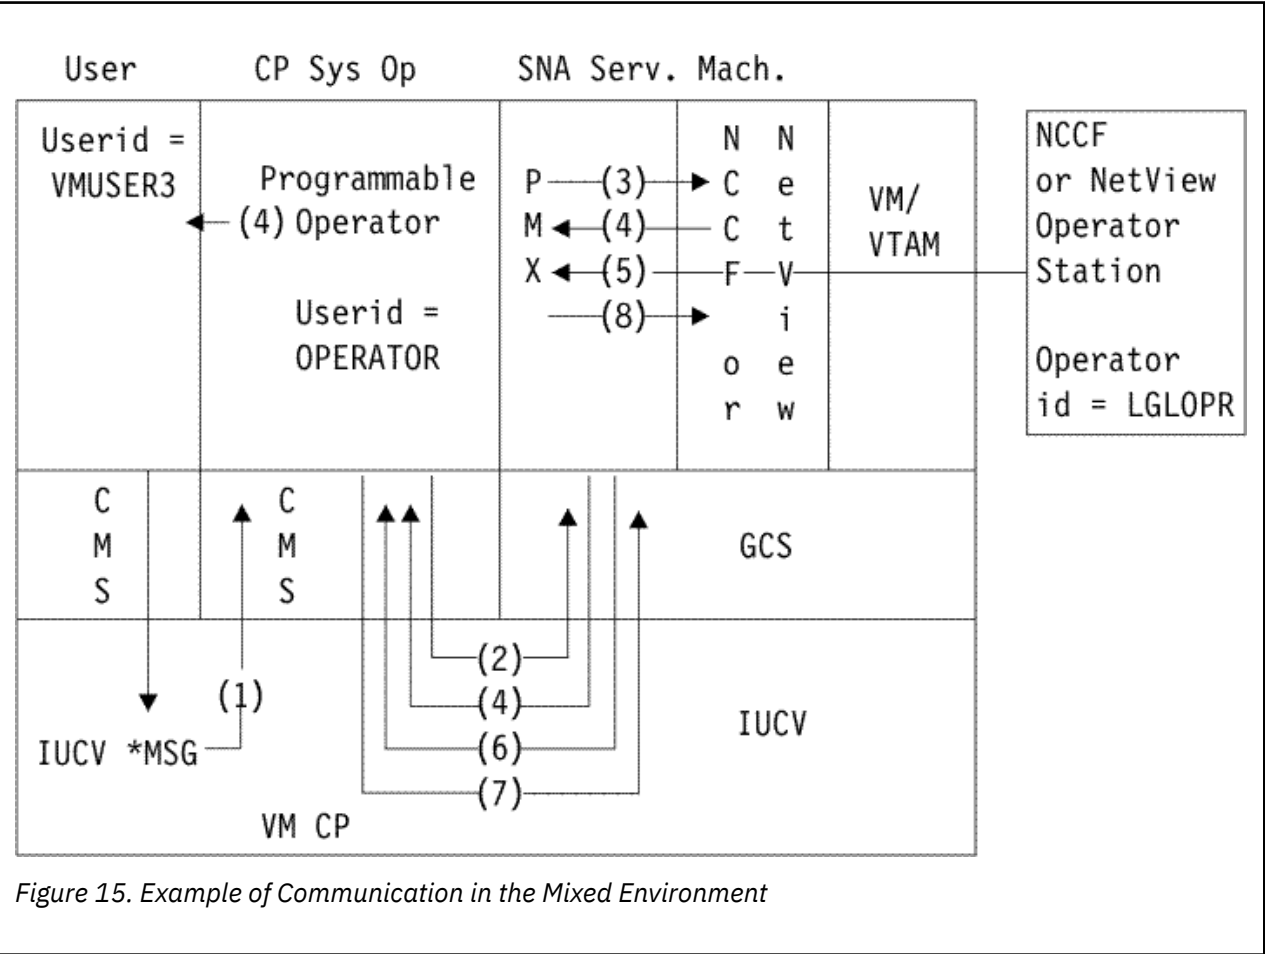 User CP Sys Op SNA Serv. Mach.
Userid =
VMUSER3
(4)
Programmable
Operator
Userid =
OPERATOR
P (3)
M (4)
X (5)
(8)
N
C
C
F
o
r
N
e
t
V
i
e
w
VM/
VTAM
NCCF
or NetView
Operator
Station
Operator
id = LGLOPR
C
M
S
C
M
S
GCS
(1)
IUCV *MSG
(2)
(4)
(6)
(7)
IUCV
VM CP
Figure 15. Example of Communication in the Mixed Environment